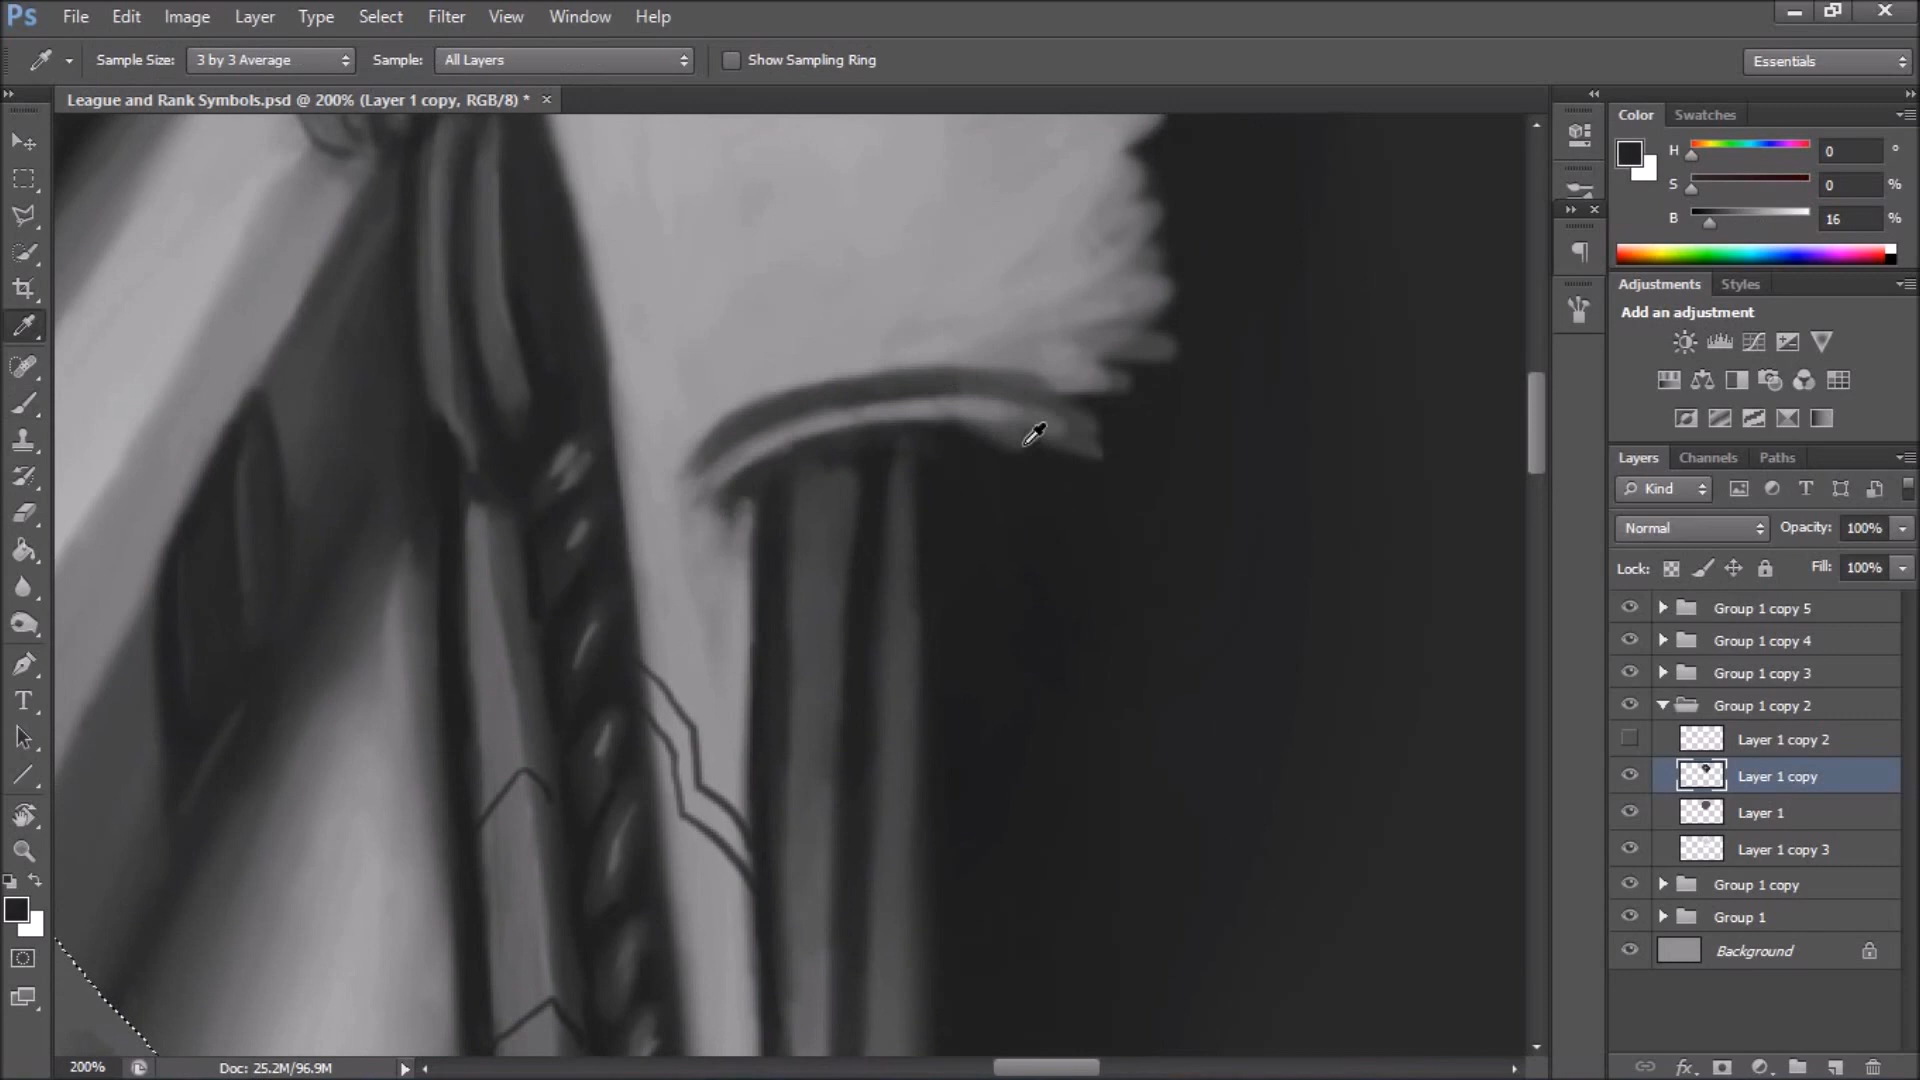 Ps File Edit Image Layer Type Select Filter View Window Help
Sample Size: 3 by 3 Average Sample: All Layers Show Sampling Ring Essentials
League and Rank Symbols.psd @ 200% (Layer 1 copy, RGB/8) * ×
Color Swatches
H 0 °
S 0 %
B 16 %
Adjustments Styles
Add an adjustment
Layers Channels Paths
Kind
Normal Opacity: 100%
Lock: Fill: 100%
Group 1 copy 5
Group 1 copy 4
Group 1 copy 3
Group 1 copy 2
Layer 1 copy 2
Layer 1 copy
Layer 1
Layer 1 copy 3
Group 1 copy
Group 1
Background
200% Doc: 25.2M/96.9M